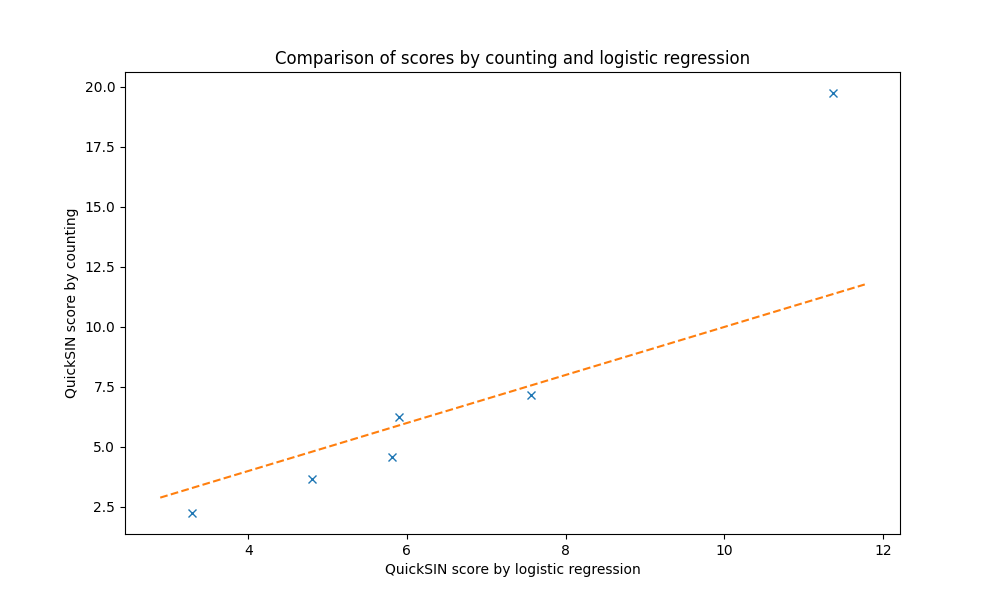 Comparison of scores by counting and logistic regression
20.0
17.5
15.0
12.5
10.0
7.5
5.0
2.5
QuickSIN score by counting
4 6 8 10 12
QuickSIN score by logistic regression